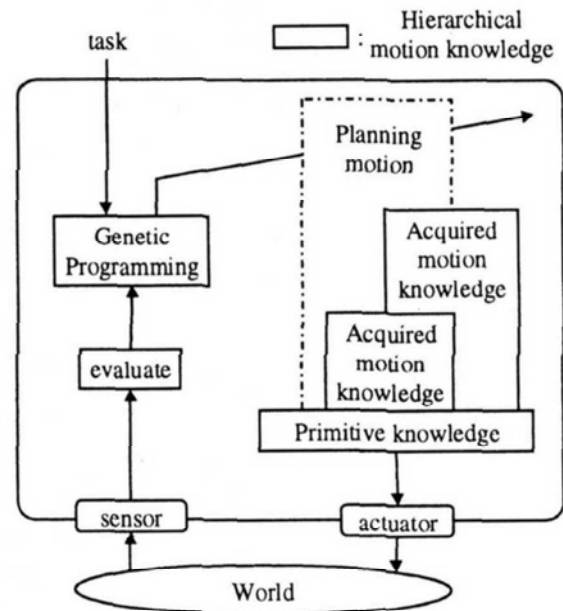 Hierarchical
: motion knowledge
task
Planning
motion
Genetic
Programming
Acquired
motion
knowledge
Acquired
motion
knowledge
evaluate
Primitive knowledge
sensor
actuator
World